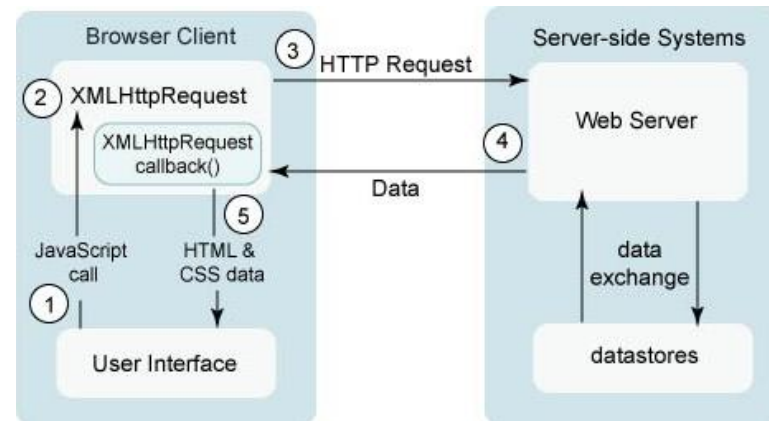 Browser Client
Server-side Systems
3
HTTP Request
2
XMLHttpRequest
Web Server
XMLHttpRequest
callback()
4
Data
5
JavaScript
call
HTML &
CSS data
data
exchange
1
User Interface
datastores